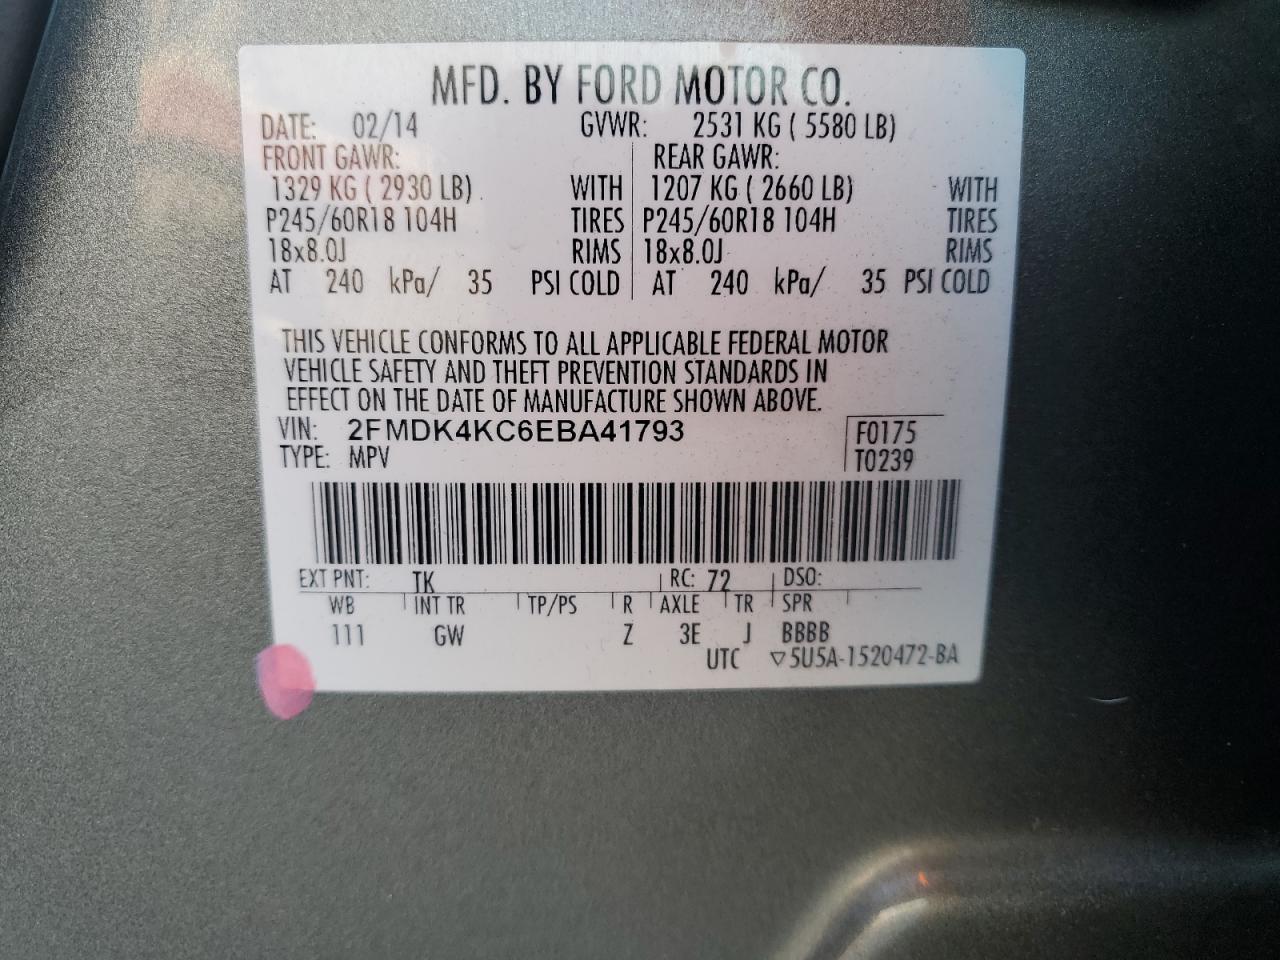 MFD. BY FORD MOTOR CO.
DATE: 02/14 GVWR: 2531 KG ( 5580 LB)
FRONT GAWR: REAR GAWR:
1329 KG ( 2930 LB) WITH 1207 KG ( 2660 LB) WITH
P245/60R18 104H TIRES P245/60R18 104H TIRES
18x8.0J RIMS 18x8.0J RIMS
AT 240 kPa/ 35 PSI COLD AT 240 kPa/ 35 PSI COLD
THIS VEHICLE CONFORMS TO ALL APPLICABLE FEDERAL MOTOR
VEHICLE SAFETY AND THEFT PREVENTION STANDARDS IN
EFFECT ON THE DATE OF MANUFACTURE SHOWN ABOVE.
VIN: 2FMDK4KC6EBA41793 F0175
TYPE: MPV T0239
EXT PNT: TK RC: 72 DSO:
WB INT TR TP/PS R AXLE TR SPR
111 GW Z 3E J BBBB
UTC ▽5U5A-1520472-BA